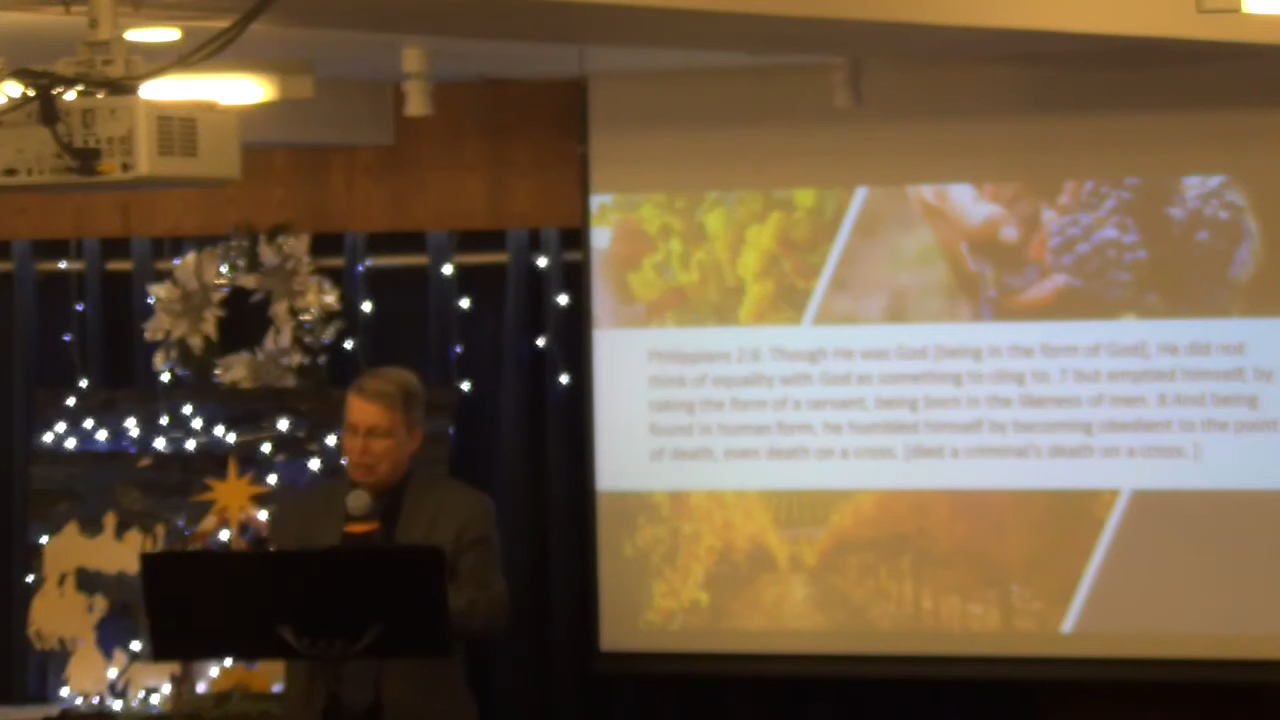 Philippians 2:6 Though He was God [being in the form of God], He did not
think of equality with God as something to cling to. 7 but emptied himself, by
taking the form of a servant, being born in the likeness of men. 8 And being
found in human form, he humbled himself by becoming obedient to the point
of death, even death on a cross. [died a criminal's death on a cross.]